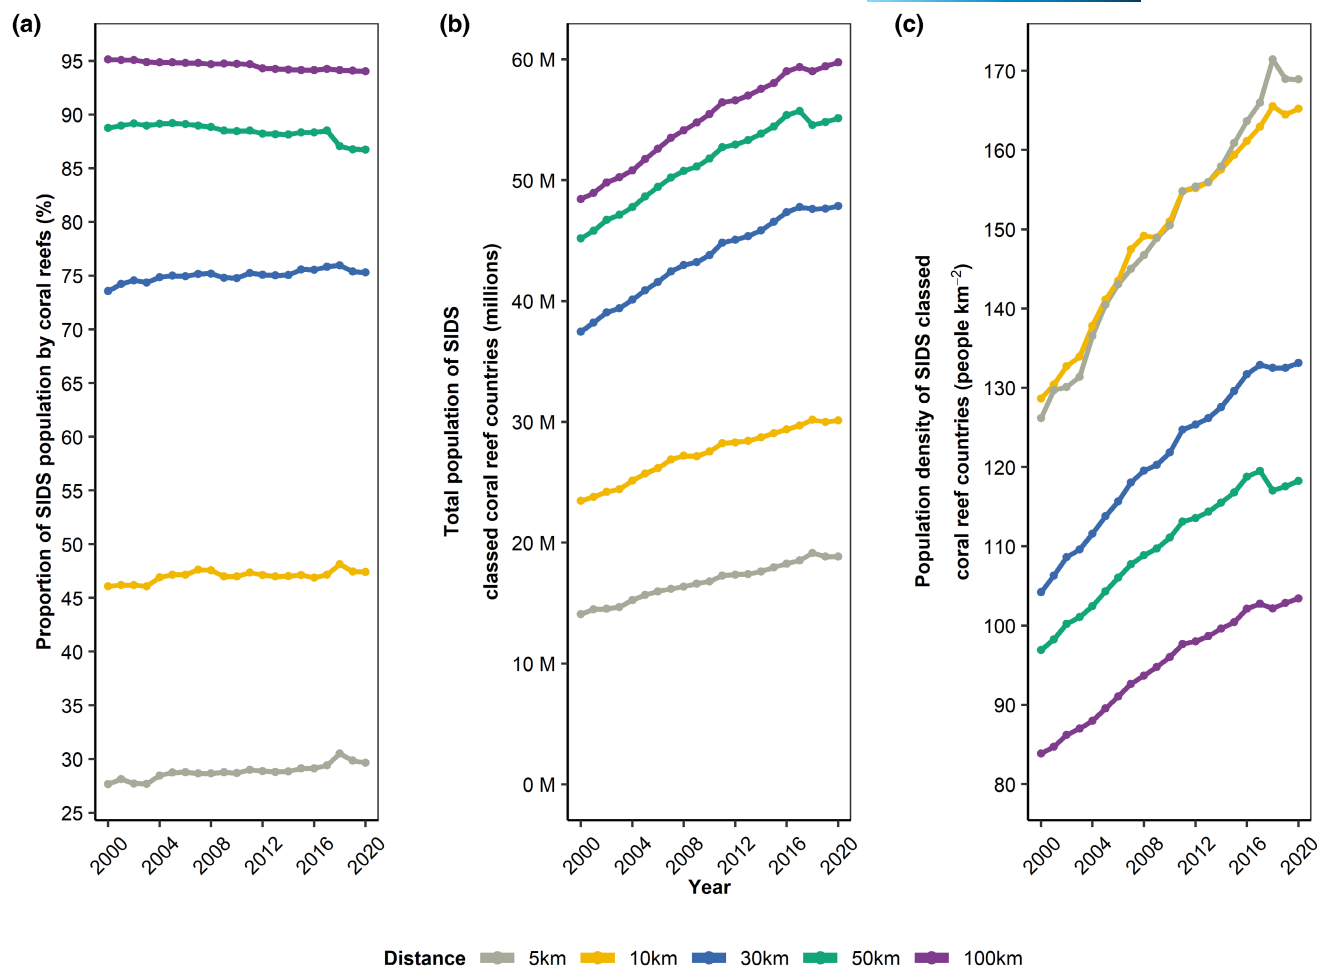 (a)
Proportion of SIDS population by coral reefs (%)
95
90
85
80
75
70
65
60
55
50
45
40
35
30
25
2000 2004 2008 2012 2016 2020
(b)
Total population of SIDS
classed coral reef countries (millions)
60 M
50 M
40 M
30 M
20 M
10 M
0 M
2000 2004 2008 2012 2016 2020
Year
(c)
Population density of SIDS classed
coral reef countries (people km⁻²)
170
160
150
140
130
120
110
100
90
80
2000 2004 2008 2012 2016 2020
Distance 5km 10km 30km 50km 100km